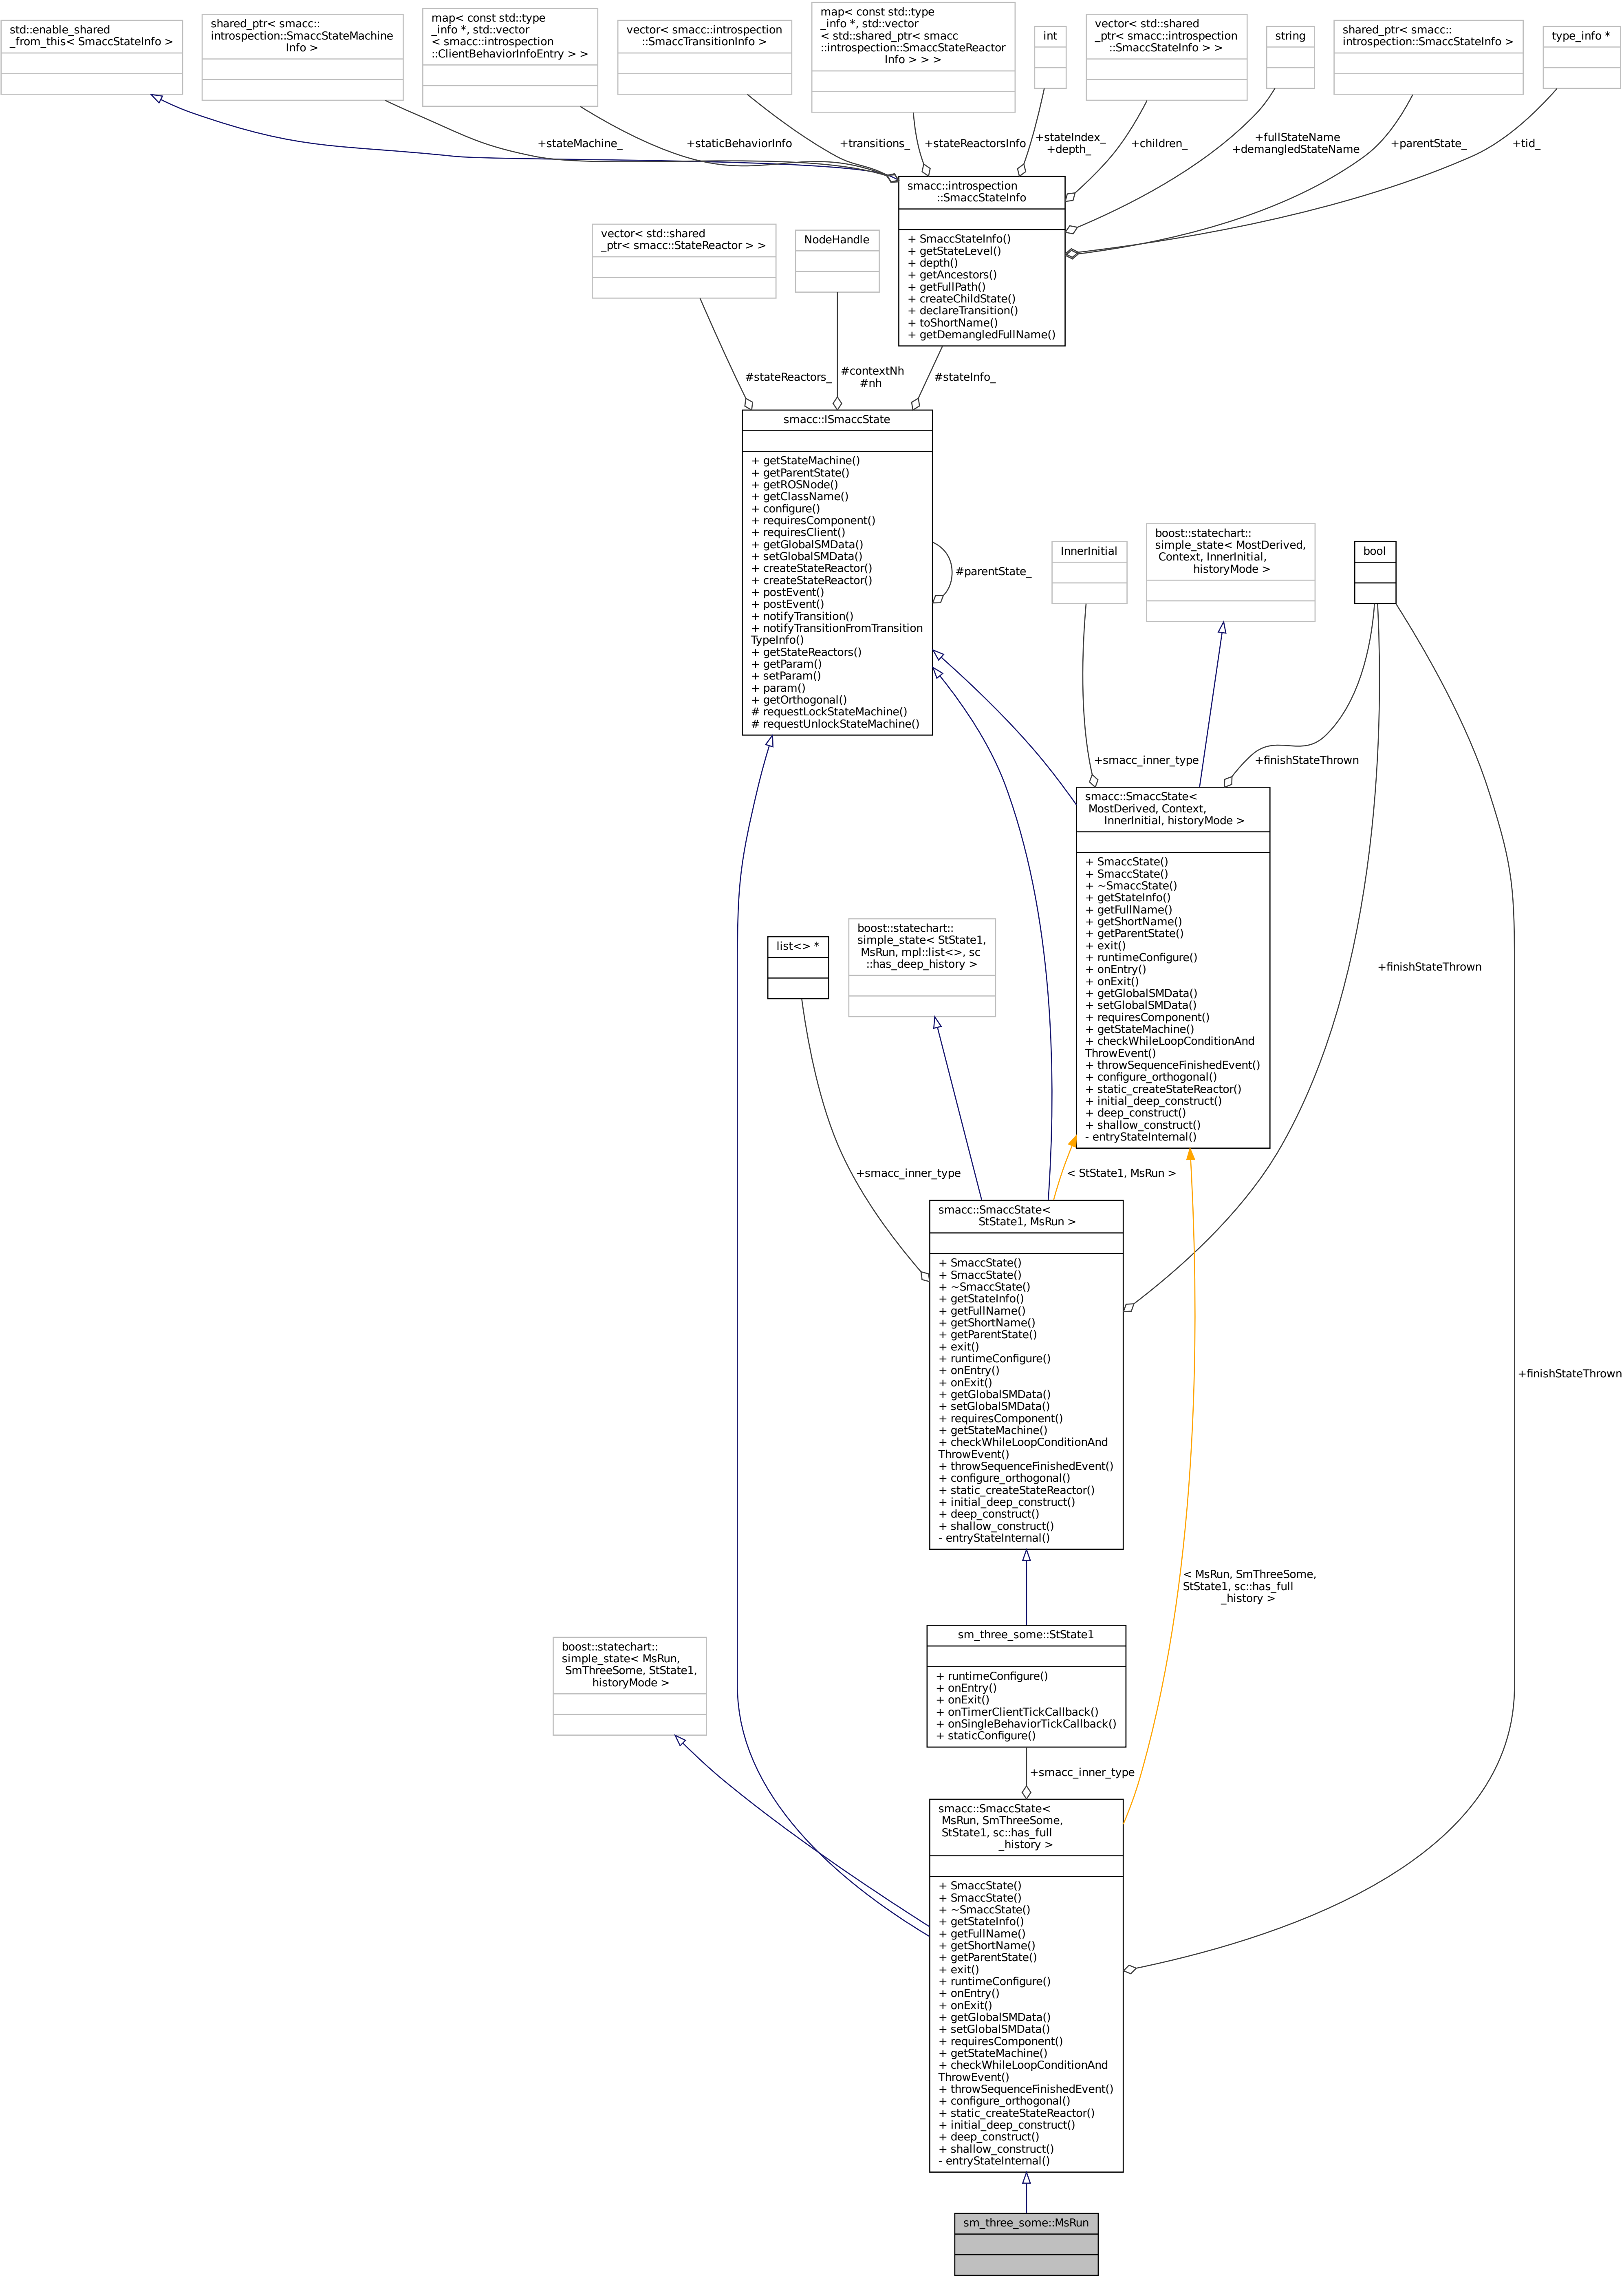 std::enable_shared
_from_this< SmaccStateInfo >
shared_ptr< smacc::
introspection::SmaccStateMachine
Info >
map< const std::type
_info *, std::vector
< smacc::introspection
::ClientBehaviorInfoEntry > >
vector< smacc::introspection
::SmaccTransitionInfo >
map< const std::type
_info *, std::vector
< std::shared_ptr< smacc
::introspection::SmaccStateReactor
Info > > >
int
vector< std::shared
_ptr< smacc::introspection
::SmaccStateInfo > >
string
shared_ptr< smacc::
introspection::SmaccStateInfo >
type_info *
+stateMachine_
+staticBehaviorInfo
+transitions_
+stateReactorsInfo
+stateIndex_
+depth_
+children_
+fullStateName
+demangledStateName
+parentState_
+tid_
smacc::introspection
::SmaccStateInfo
+ SmaccStateInfo()
+ getStateLevel()
+ depth()
+ getAncestors()
+ getFullPath()
+ createChildState()
+ declareTransition()
+ toShortName()
+ getDemangledFullName()
vector< std::shared
_ptr< smacc::StateReactor > >
NodeHandle
#stateReactors_
#contextNh
#nh
#stateInfo_
smacc::ISmaccState
+ getStateMachine()
+ getParentState()
+ getROSNode()
+ getClassName()
+ configure()
+ requiresComponent()
+ requiresClient()
+ getGlobalSMData()
+ setGlobalSMData()
+ createStateReactor()
+ createStateReactor()
+ postEvent()
+ postEvent()
+ notifyTransition()
+ notifyTransitionFromTransition
TypeInfo()
+ getStateReactors()
+ getParam()
+ setParam()
+ param()
+ getOrthogonal()
# requestLockStateMachine()
# requestUnlockStateMachine()
#parentState_
InnerInitial
boost::statechart::
simple_state< MostDerived,
Context, InnerInitial,
historyMode >
bool
+smacc_inner_type
+finishStateThrown
smacc::SmaccState<
MostDerived, Context,
InnerInitial, historyMode >
+ SmaccState()
+ SmaccState()
+ ~SmaccState()
+ getStateInfo()
+ getFullName()
+ getShortName()
+ getParentState()
+ exit()
+ runtimeConfigure()
+ onEntry()
+ onExit()
+ getGlobalSMData()
+ setGlobalSMData()
+ requiresComponent()
+ getStateMachine()
+ checkWhileLoopConditionAnd
ThrowEvent()
+ throwSequenceFinishedEvent()
+ configure_orthogonal()
+ static_createStateReactor()
+ initial_deep_construct()
+ deep_construct()
+ shallow_construct()
- entryStateInternal()
list<> *
boost::statechart::
simple_state< StState1,
MsRun, mpl::list<>, sc
::has_deep_history >
+finishStateThrown
+smacc_inner_type
< StState1, MsRun >
smacc::SmaccState<
StState1, MsRun >
+ SmaccState()
+ SmaccState()
+ ~SmaccState()
+ getStateInfo()
+ getFullName()
+ getShortName()
+ getParentState()
+ exit()
+ runtimeConfigure()
+ onEntry()
+ onExit()
+ getGlobalSMData()
+ setGlobalSMData()
+ requiresComponent()
+ getStateMachine()
+ checkWhileLoopConditionAnd
ThrowEvent()
+ throwSequenceFinishedEvent()
+ configure_orthogonal()
+ static_createStateReactor()
+ initial_deep_construct()
+ deep_construct()
+ shallow_construct()
- entryStateInternal()
+finishStateThrown
< MsRun, SmThreeSome,
StState1, sc::has_full
_history >
sm_three_some::StState1
+ runtimeConfigure()
+ onEntry()
+ onExit()
+ onTimerClientTickCallback()
+ onSingleBehaviorTickCallback()
+ staticConfigure()
boost::statechart::
simple_state< MsRun,
SmThreeSome, StState1,
historyMode >
+smacc_inner_type
smacc::SmaccState<
MsRun, SmThreeSome,
StState1, sc::has_full
_history >
+ SmaccState()
+ SmaccState()
+ ~SmaccState()
+ getStateInfo()
+ getFullName()
+ getShortName()
+ getParentState()
+ exit()
+ runtimeConfigure()
+ onEntry()
+ onExit()
+ getGlobalSMData()
+ setGlobalSMData()
+ requiresComponent()
+ getStateMachine()
+ checkWhileLoopConditionAnd
ThrowEvent()
+ throwSequenceFinishedEvent()
+ configure_orthogonal()
+ static_createStateReactor()
+ initial_deep_construct()
+ deep_construct()
+ shallow_construct()
- entryStateInternal()
sm_three_some::MsRun